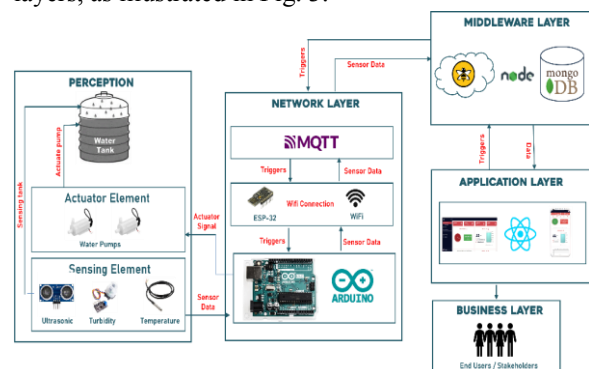 layers, as illustrated in Fig. 3.
MIDDLEWARE LAYER
Triggers
Sensor Data
node
mongo
DB
PERCEPTION
Water
Tank
Sensing tank
Actuate pump
Actuator Element
Water Pumps
Sensing Element
Ultrasonic
Turbidity
Temperature
Actuator
Signal
Sensor
Data
NETWORK LAYER
MQTT
Triggers
Sensor Data
ESP-32
Wifi Connection
WiFi
Triggers
Sensor Data
ARDUINO
Triggers
Data
APPLICATION LAYER
BUSINESS LAYER
End Users / Stakeholders